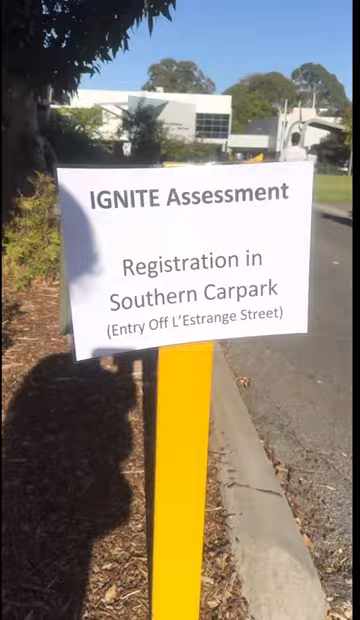 IGNITE Assessment
Registration in
Southern Carpark
(Entry Off L'Estrange Street)